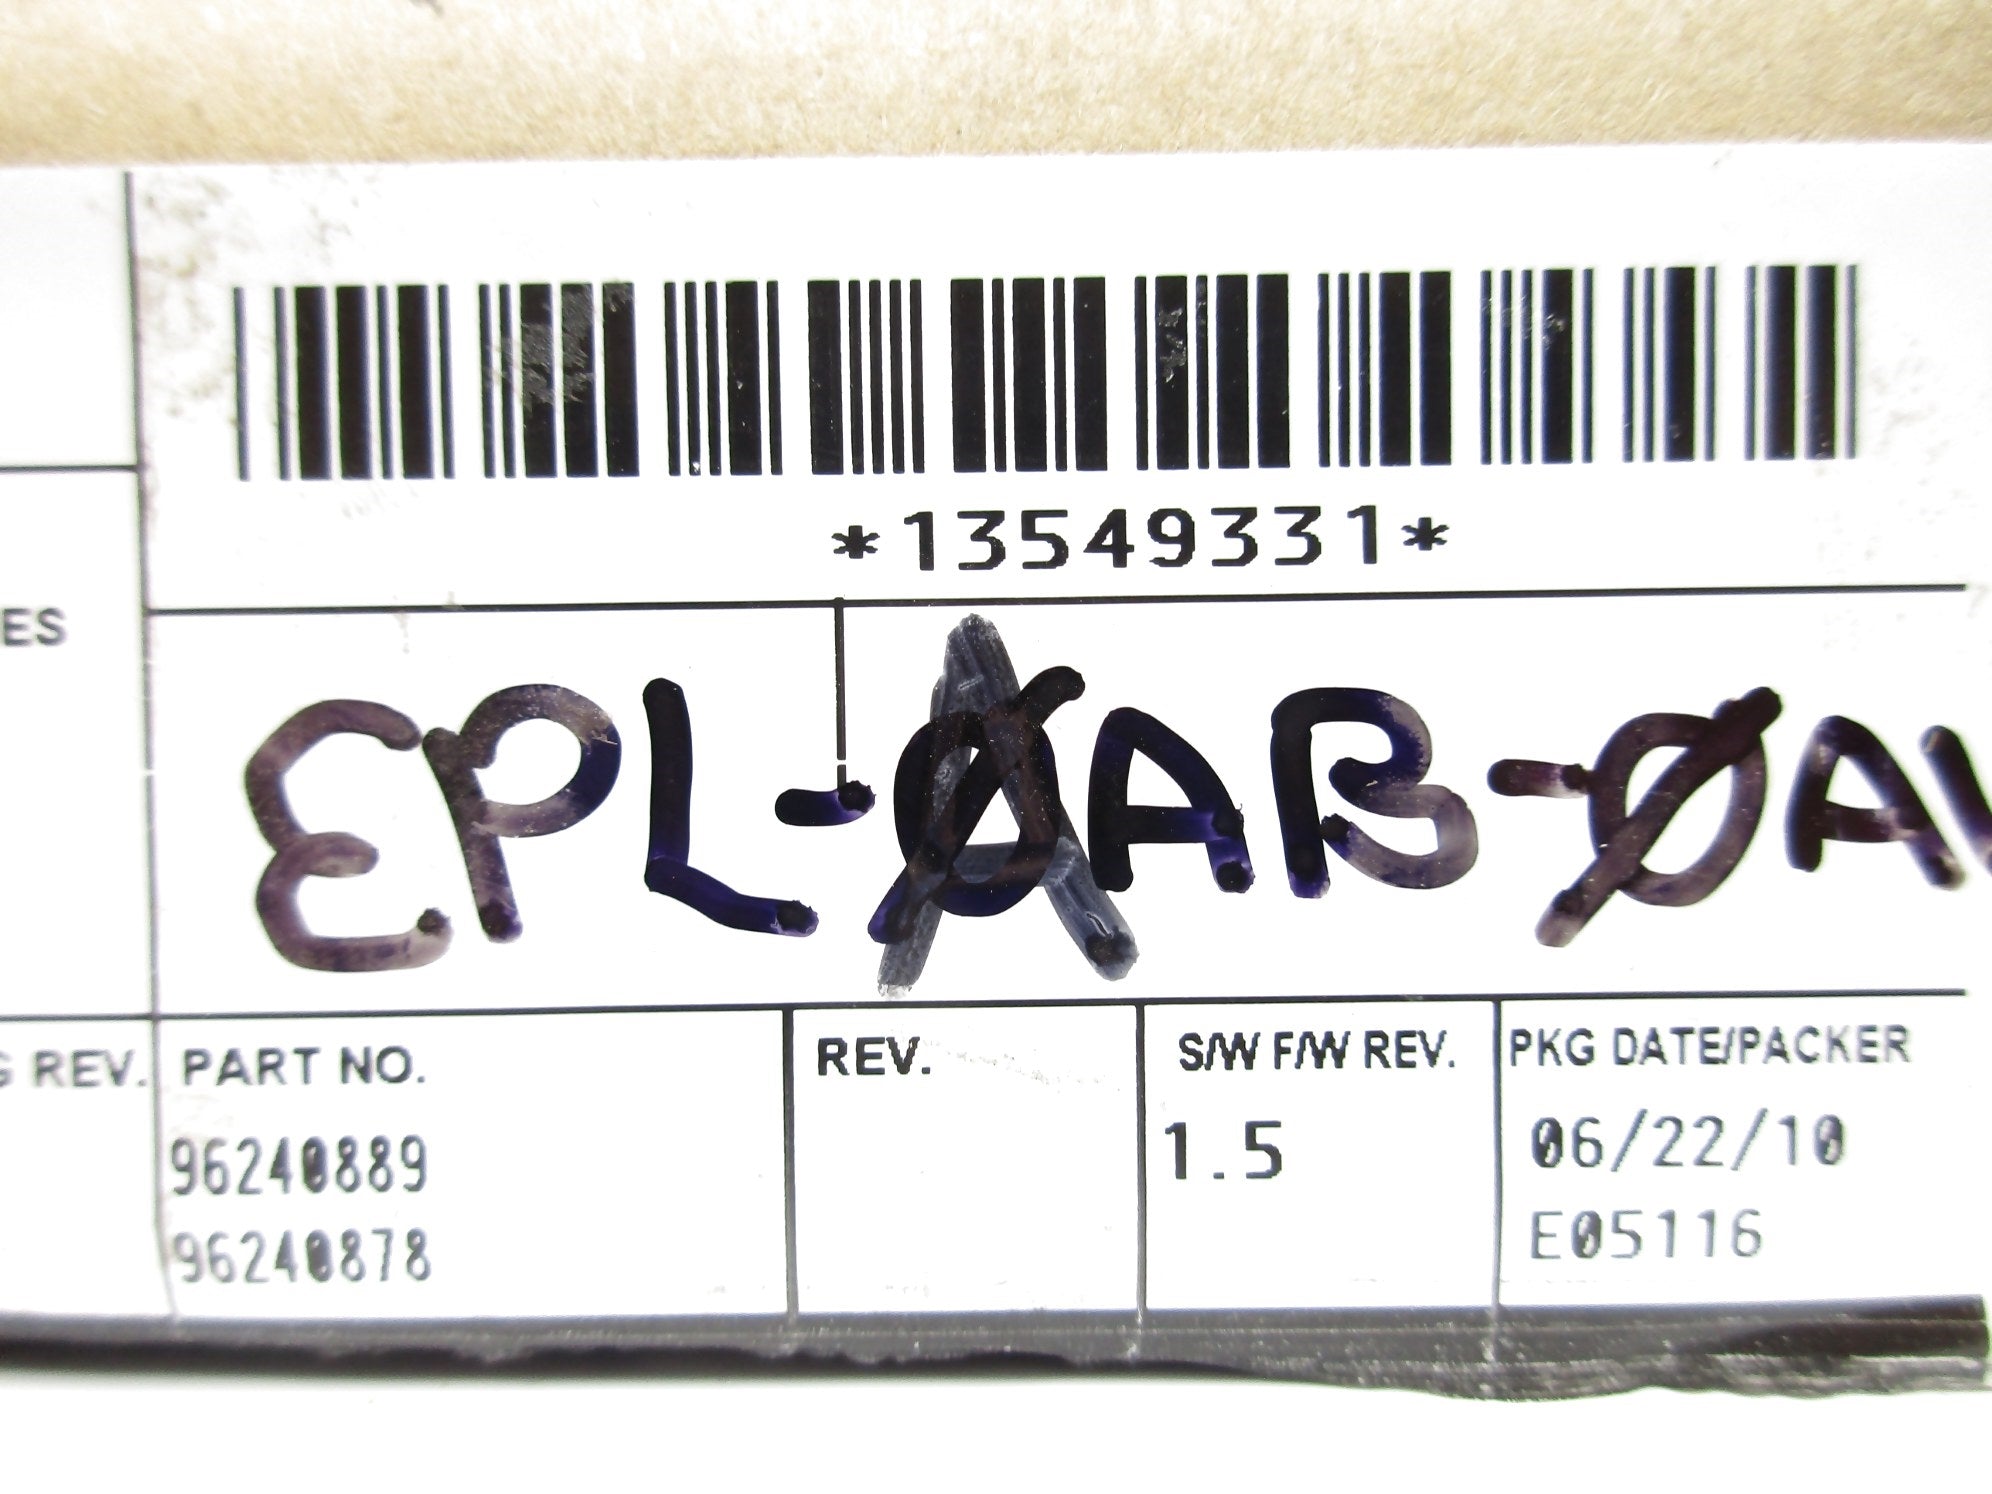 *13549331*
ES
EPL-ØAB-ØA
G REV. PART NO. REV. S/W F/W REV. PKG DATE/PACKER
96240889 1.5 06/22/10
96240878 E05116